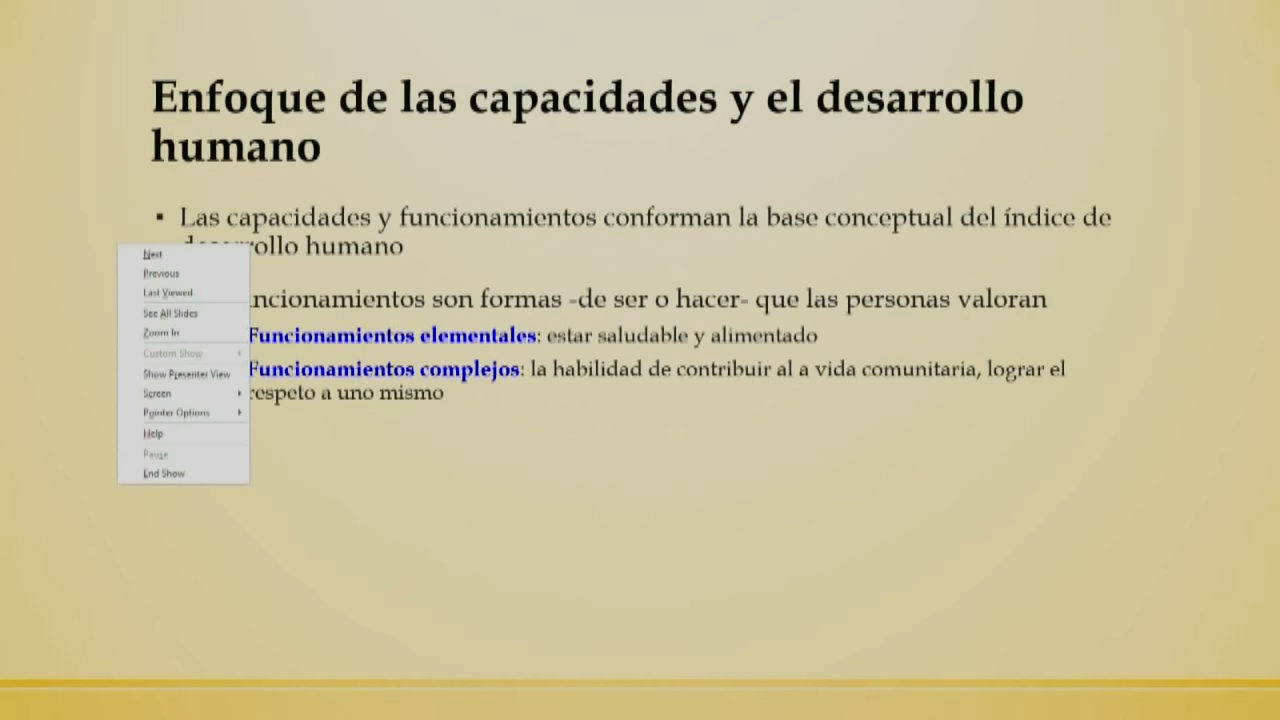 Enfoque de las capacidades y el desarrollo
humano
▪ Las capacidades y funcionamientos conforman la base conceptual del índice de
humano
son formas -de ser o hacer- que las personas valoran
Funcionamientos elementales: estar saludable y alimentado
Funcionamientos complejos: la habilidad de contribuir al a vida comunitaria, lograr el
respeto a uno mismo
Next
Previous
Last Viewed
See All Slides
Zoom In
Custom Show
Show Presenter View
Screen
Pointer Options
Help
Pause
End Show